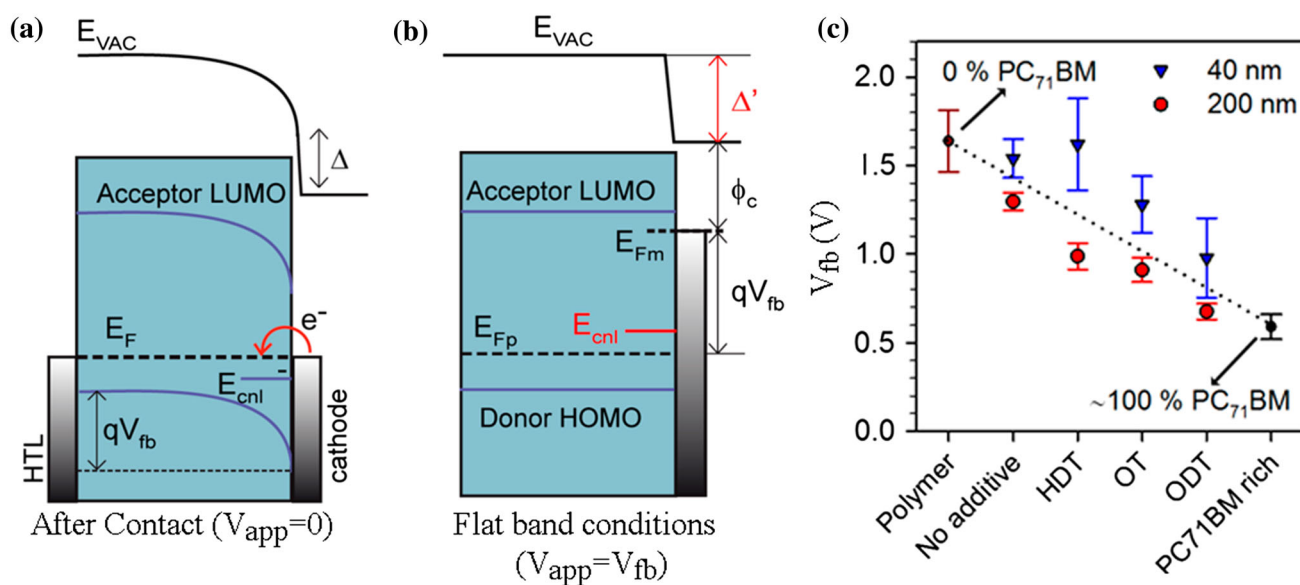 (a)
E_VAC
Δ
Acceptor LUMO
E_F
e⁻
-
E_cnl
qV_fb
HTL
cathode
After Contact (V_app=0)
(b)
E_VAC
Δ'
Acceptor LUMO
ϕ_c
E_Fm
qV_fb
E_cnl
E_Fp
Donor HOMO
Flat band conditions
(V_app=V_fb)
(c)
V_fb (V)
2.0
1.5
1.0
0.5
0.0
0 % PC₇₁BM
40 nm
200 nm
~100 % PC₇₁BM
Polymer
No additive
HDT
OT
ODT
PC71BM rich